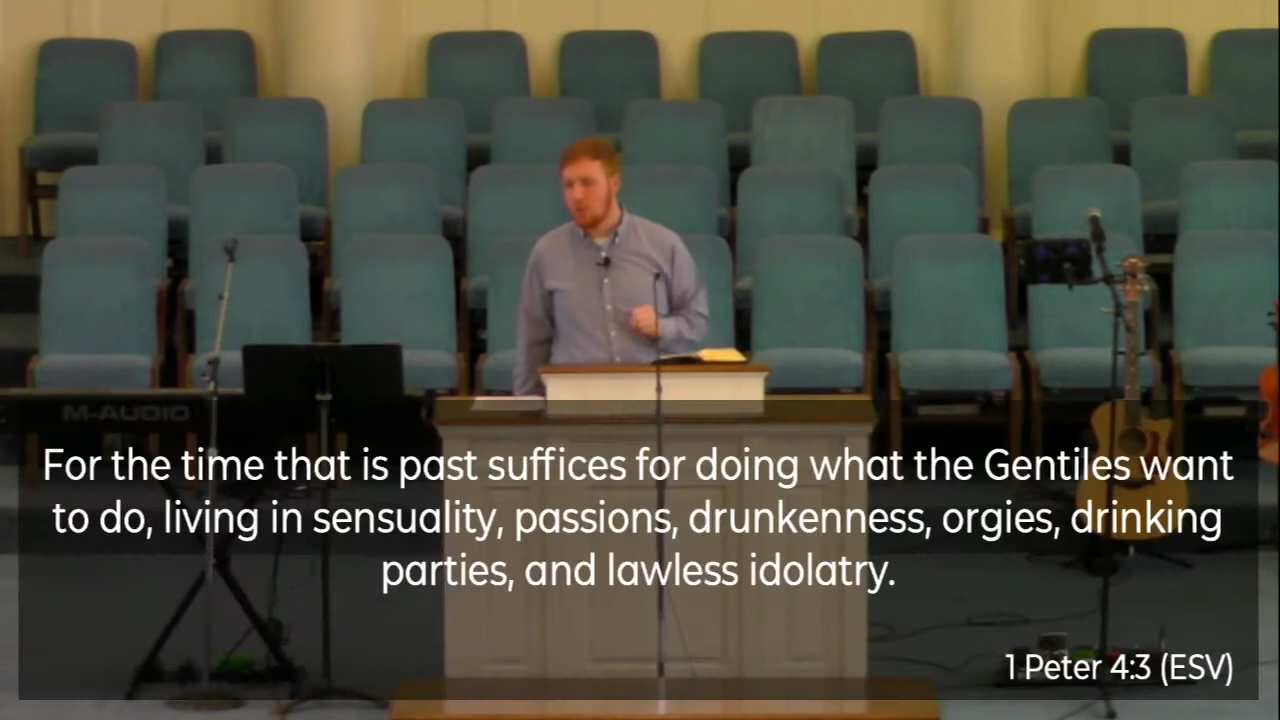 M-AUDIO
For the time that is past suffices for doing what the Gentiles want
to do, living in sensuality, passions, drunkenness, orgies, drinking
parties, and lawless idolatry.
1 Peter 4:3 (ESV)